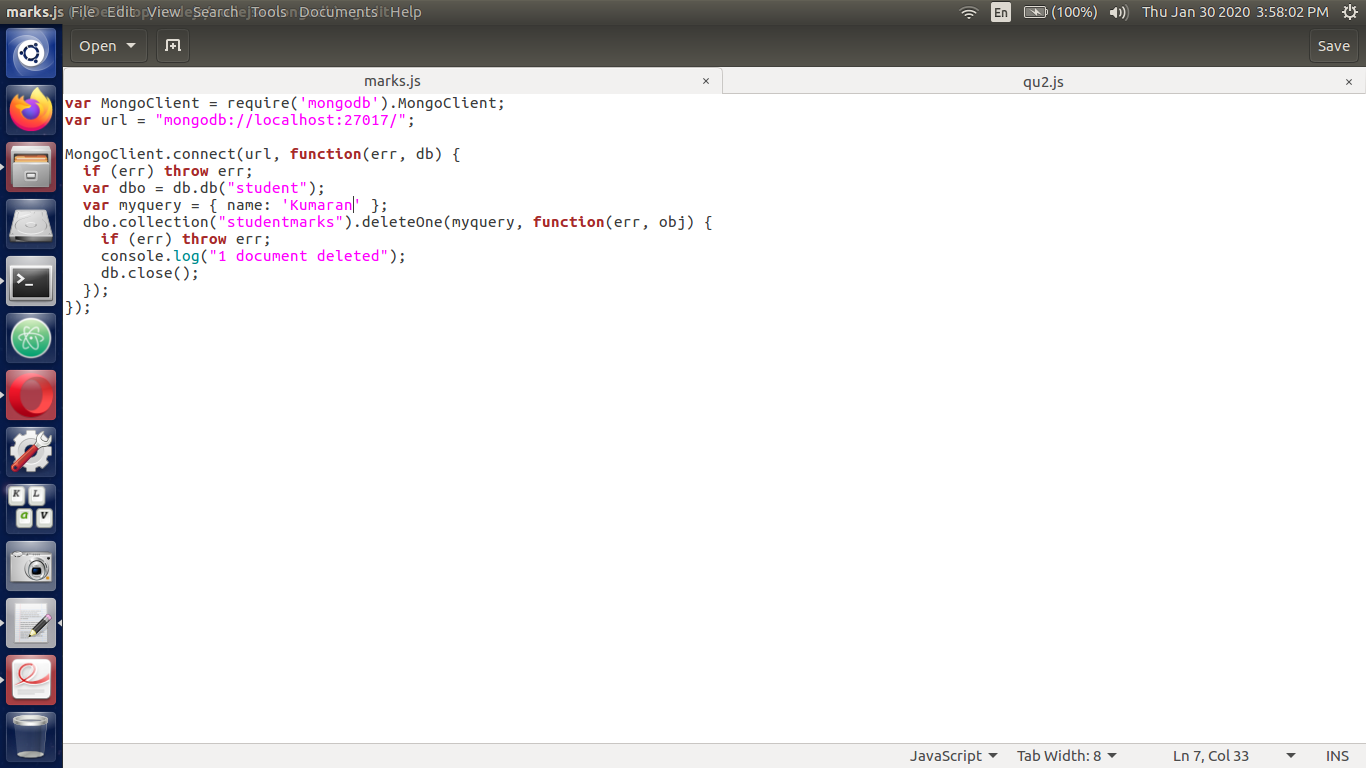 marks.js File Edit View Search Tools Documents Help
En (100%) Thu Jan 30 2020 3:58:02 PM
Open Save
marks.js × qu2.js ×
var MongoClient = require('mongodb').MongoClient;
var url = "mongodb://localhost:27017/";

MongoClient.connect(url, function(err, db) {
  if (err) throw err;
  var dbo = db.db("student");
  var myquery = { name: 'Kumaran' };
  dbo.collection("studentmarks").deleteOne(myquery, function(err, obj) {
    if (err) throw err;
    console.log("1 document deleted");
    db.close();
  });
});
K L
a V
JavaScript Tab Width: 8 Ln 7, Col 33 INS